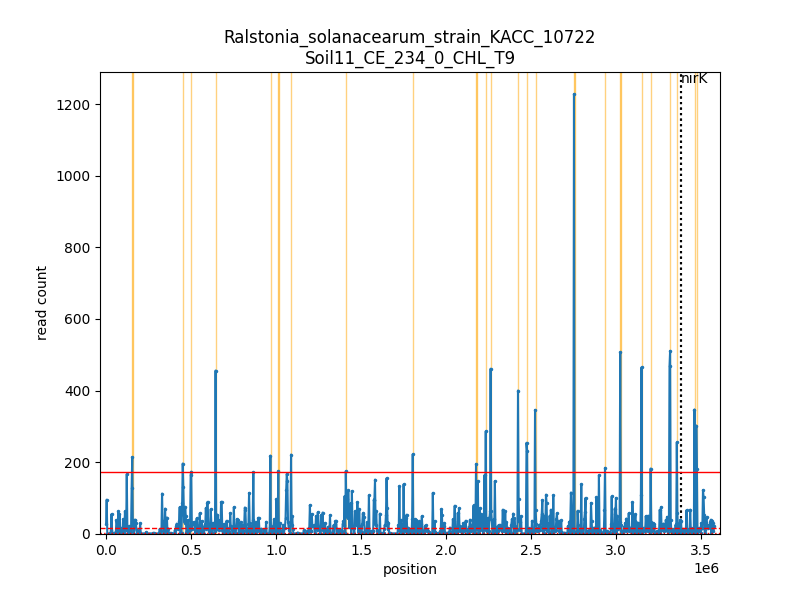 Ralstonia_solanacearum_strain_KACC_10722
Soil11_CE_234_0_CHL_T9
nirK
1200
1000
800
600
400
200
0
read count
0.0 0.5 1.0 1.5 2.0 2.5 3.0 3.5
1e6
position